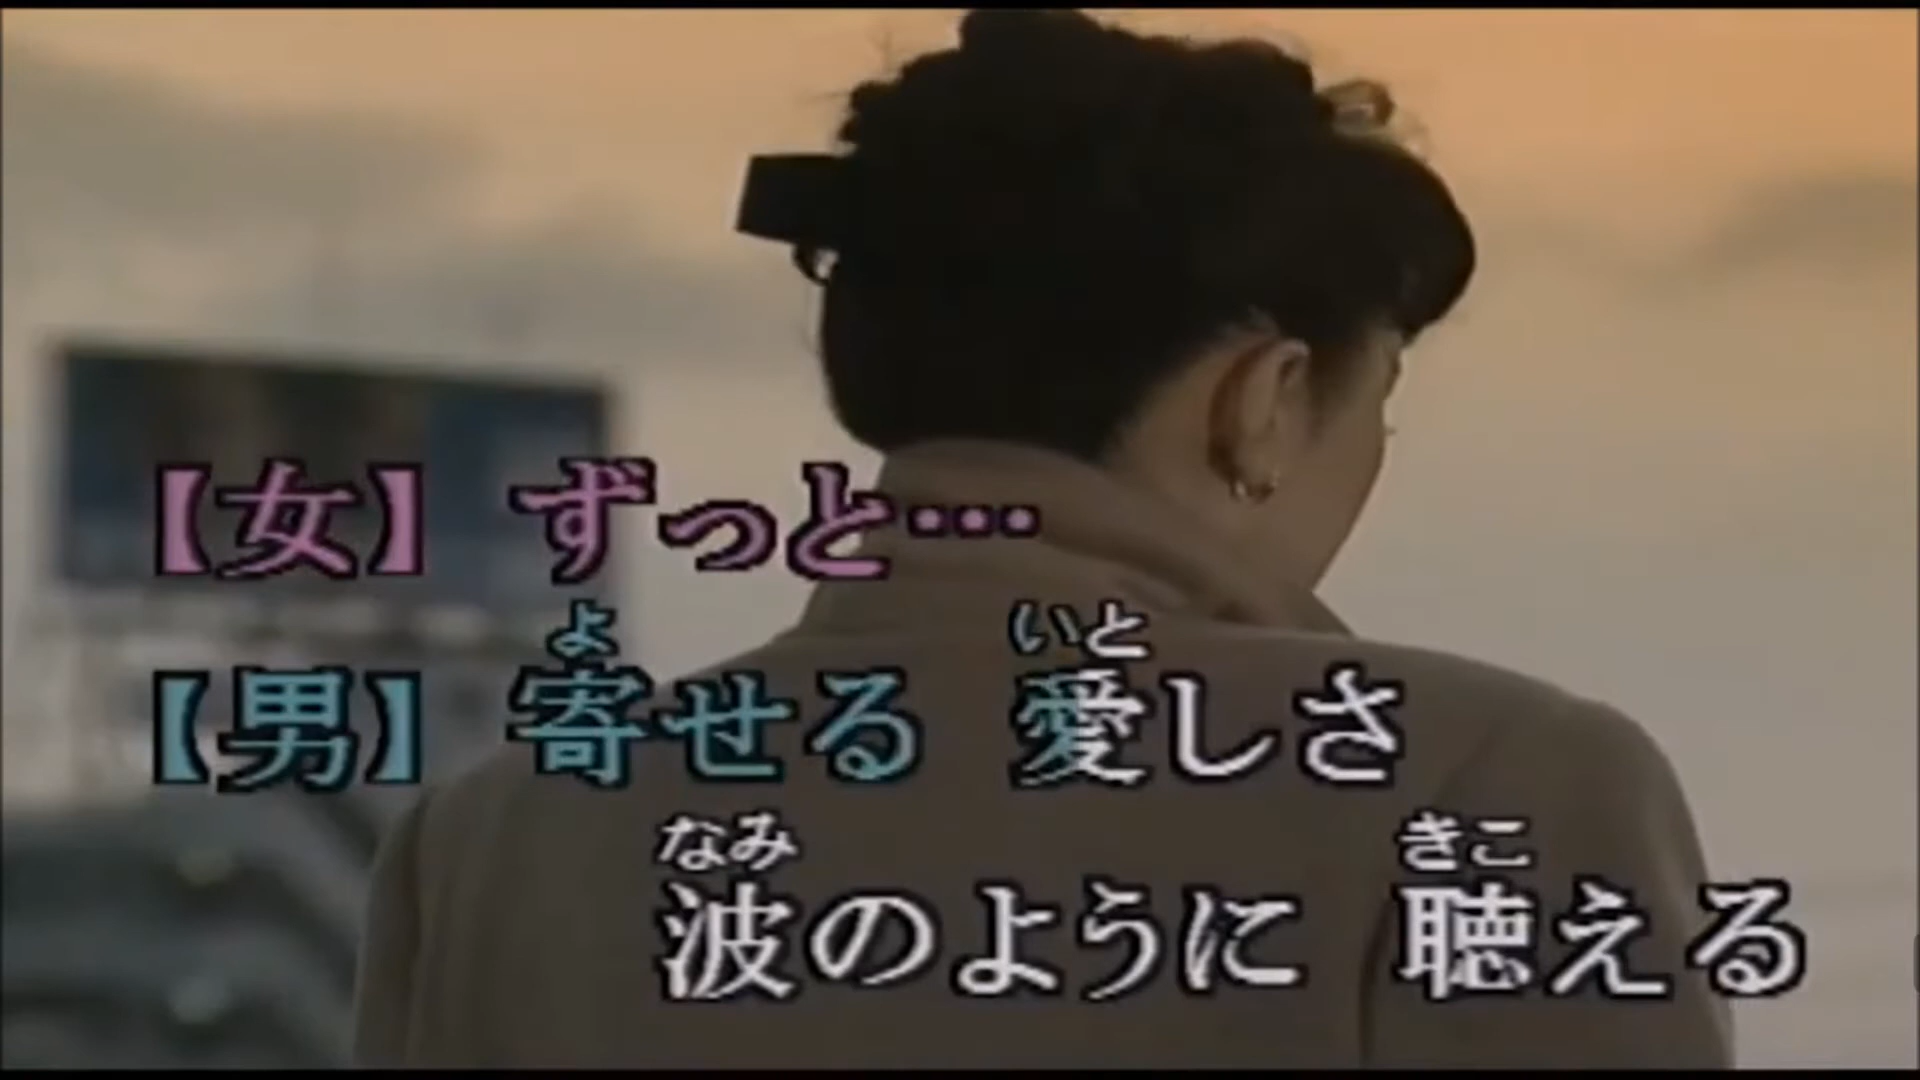 【女】ずっと…
よ いと
【男】寄せる 愛しさ
なみ きこ
波のように 聴える